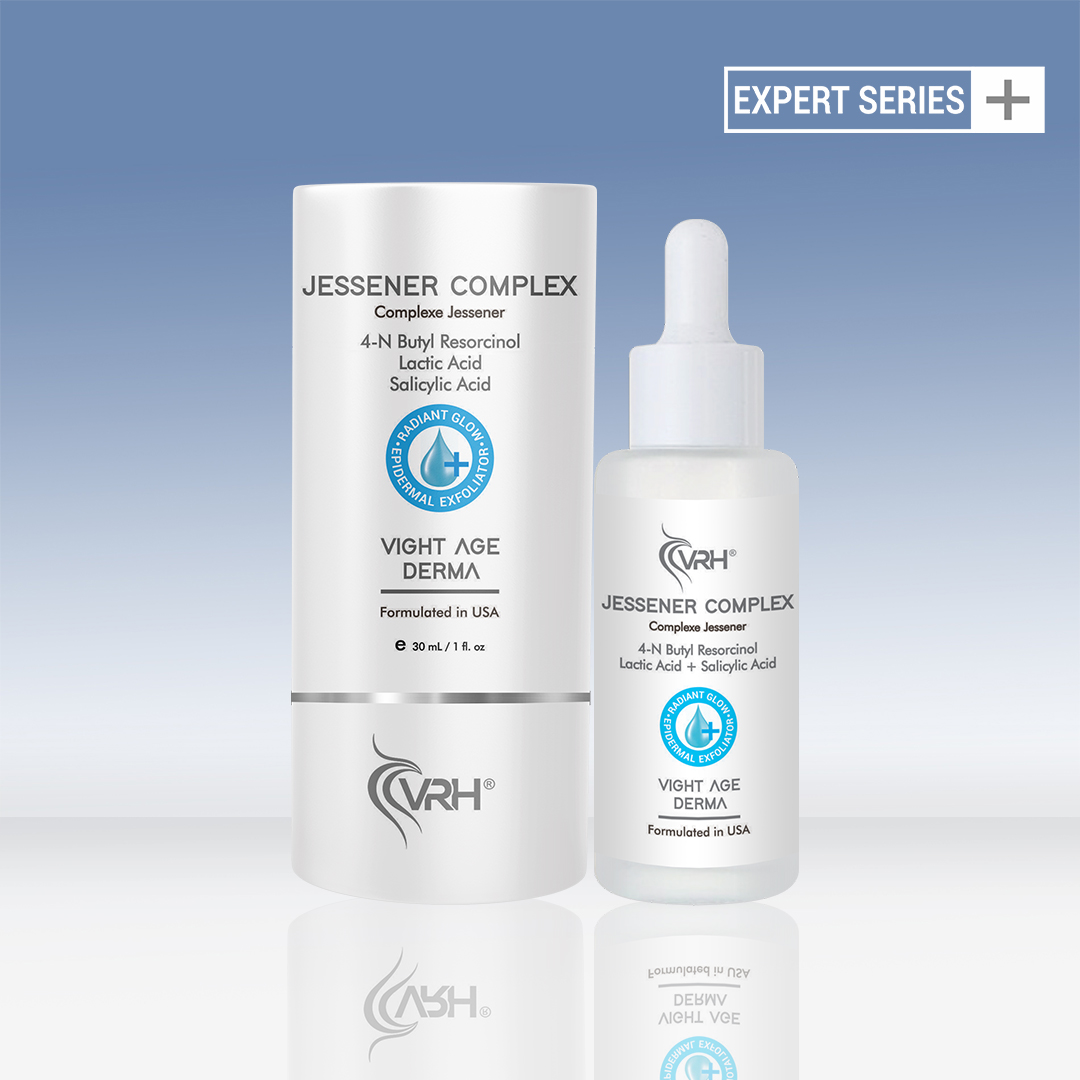 EXPERT SERIES +
JESSENER COMPLEX
Complexe Jessener
4-N Butyl Resorcinol
Lactic Acid
Salicylic Acid
• RADIANT GLOW •
EPIDERMAL EXFOLIATOR
VIGHT AGE
DERMA
Formulated in USA
e 30 mL / 1 fl. oz
VRH®
VRH®
JESSENER COMPLEX
Complexe Jessener
4-N Butyl Resorcinol
Lactic Acid + Salicylic Acid
• RADIANT GLOW •
EPIDERMAL EXFOLIATOR
VIGHT AGE
DERMA
Formulated in USA